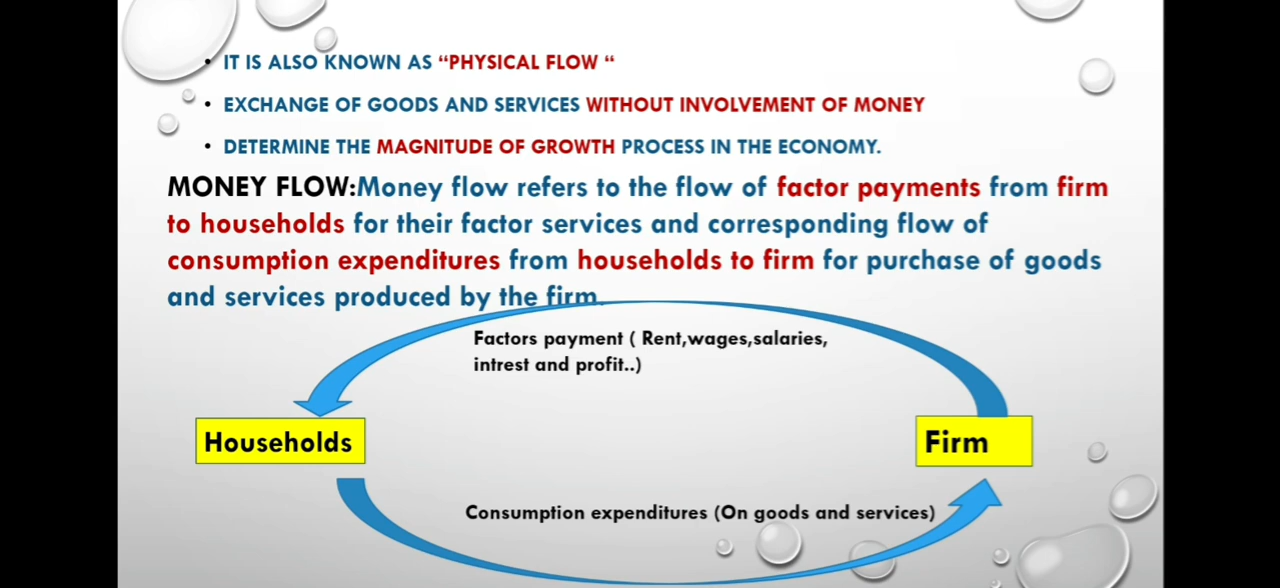 • IT IS ALSO KNOWN AS “PHYSICAL FLOW “
• EXCHANGE OF GOODS AND SERVICES WITHOUT INVOLVEMENT OF MONEY
• DETERMINE THE MAGNITUDE OF GROWTH PROCESS IN THE ECONOMY.
MONEY FLOW:Money flow refers to the flow of factor payments from firm
to households for their factor services and corresponding flow of
consumption expenditures from households to firm for purchase of goods
and services produced by the firm.
Factors payment ( Rent,wages,salaries,
intrest and profit..)
Households
Firm
Consumption expenditures (On goods and services)